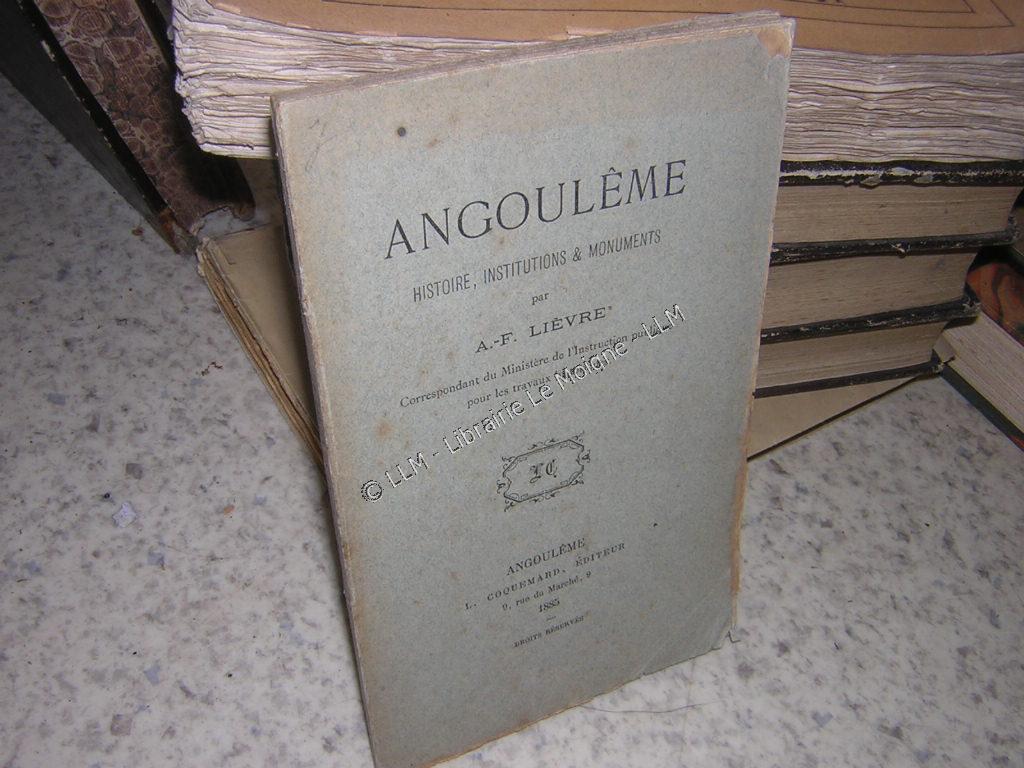 ANGOULÊME
HISTOIRE, INSTITUTIONS & MONUMENTS
par
A.-F. LIÈVRE
Correspondant du Ministère de l'Instruction
pour les travaux
© LLM - Librairie Le Moigne - LLM
LC
ANGOULÊME
L. COQUEMARD, ÉDITEUR
9, rue du Marché, 9
1885
DROITS RÉSERVÉS